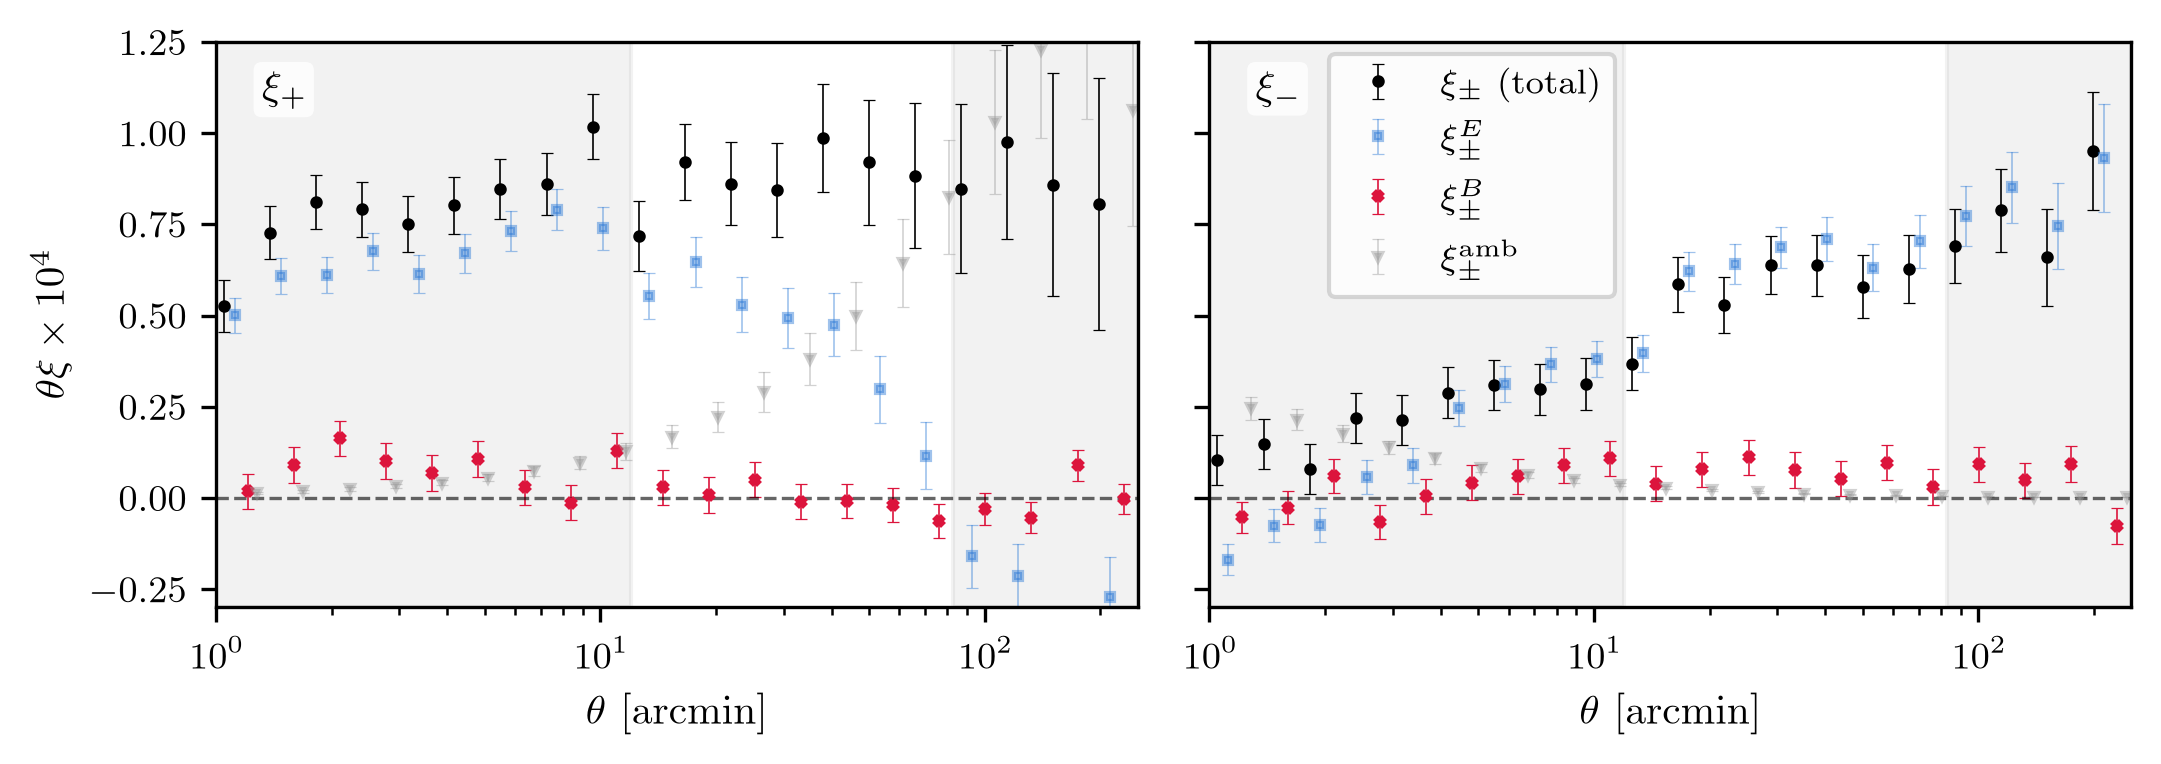 1.25
1.00
0.75
0.50
0.25
0.00
−0.25
θξ × 10⁴
ξ₊
10⁰
10¹
10²
θ [arcmin]
ξ₋
ξ± (total)
ξ±ᴱ
ξ±ᴮ
ξ±ᵃᵐᵇ
10⁰
10¹
10²
θ [arcmin]